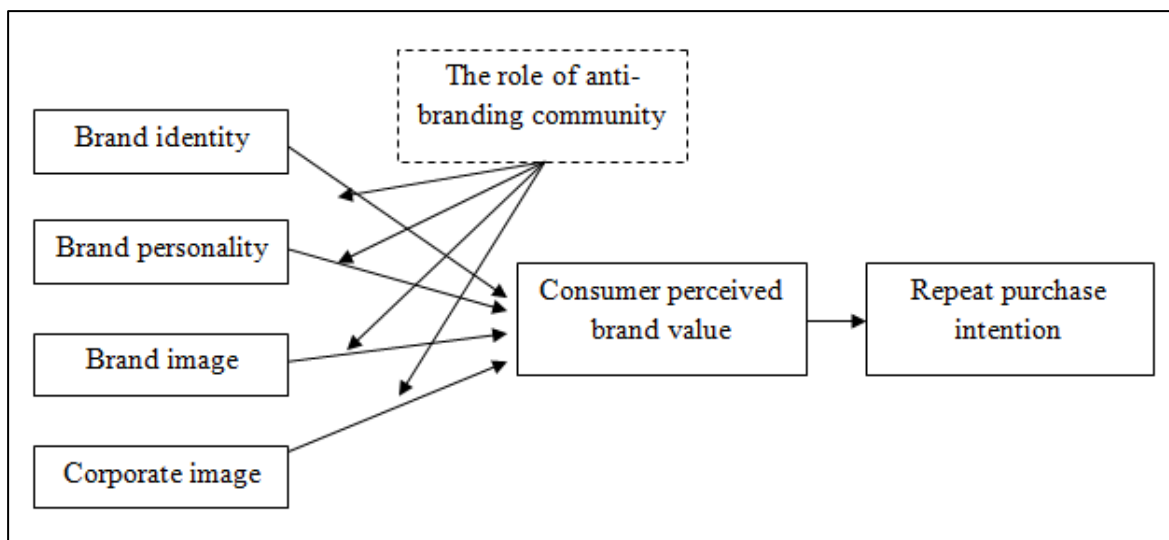 The role of anti-
branding community
Brand identity
Brand personality
Brand image
Corporate image
Consumer perceived
brand value
Repeat purchase
intention